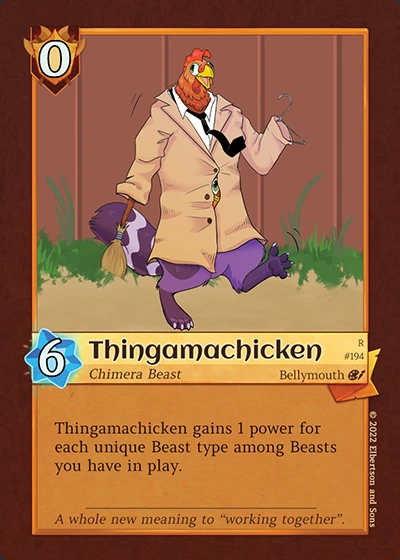 0
6
Thingamachicken
R
#194
Chimera Beast
Bellymouth
Thingamachicken gains 1 power for
each unique Beast type among Beasts
you have in play.
A whole new meaning to “working together”.
© 2022 Elbertson and Sons